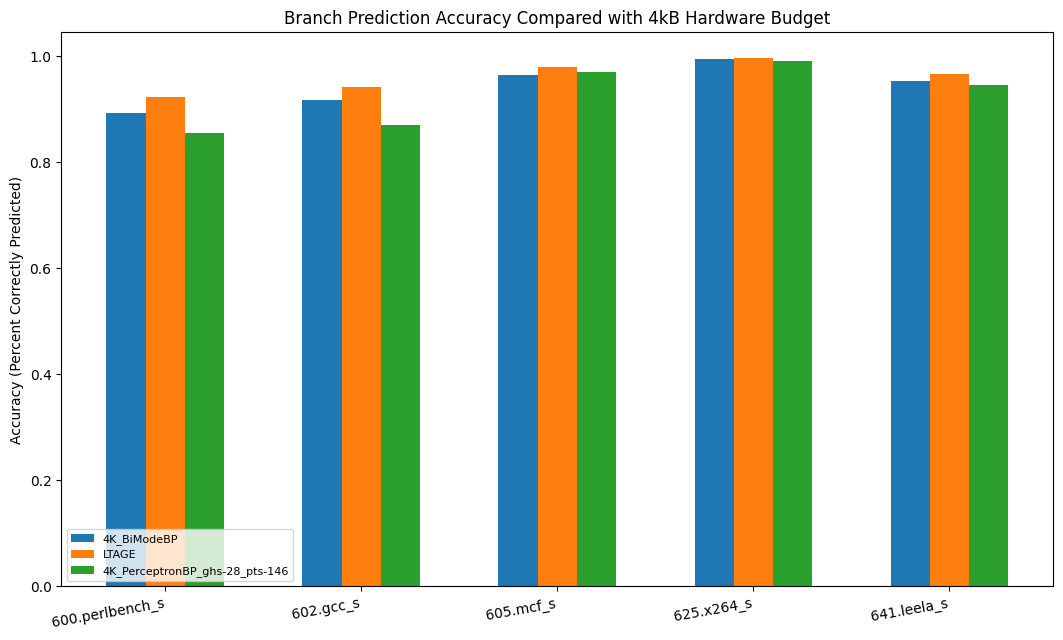 Branch Prediction Accuracy Compared with 4kB Hardware Budget
Accuracy (Percent Correctly Predicted)
1.0
0.8
0.6
0.4
0.2
0.0
4K_BiModeBP
LTAGE
4K_PerceptronBP_ghs-28_pts-146
600.perlbench_s
602.gcc_s
605.mcf_s
625.x264_s
641.leela_s